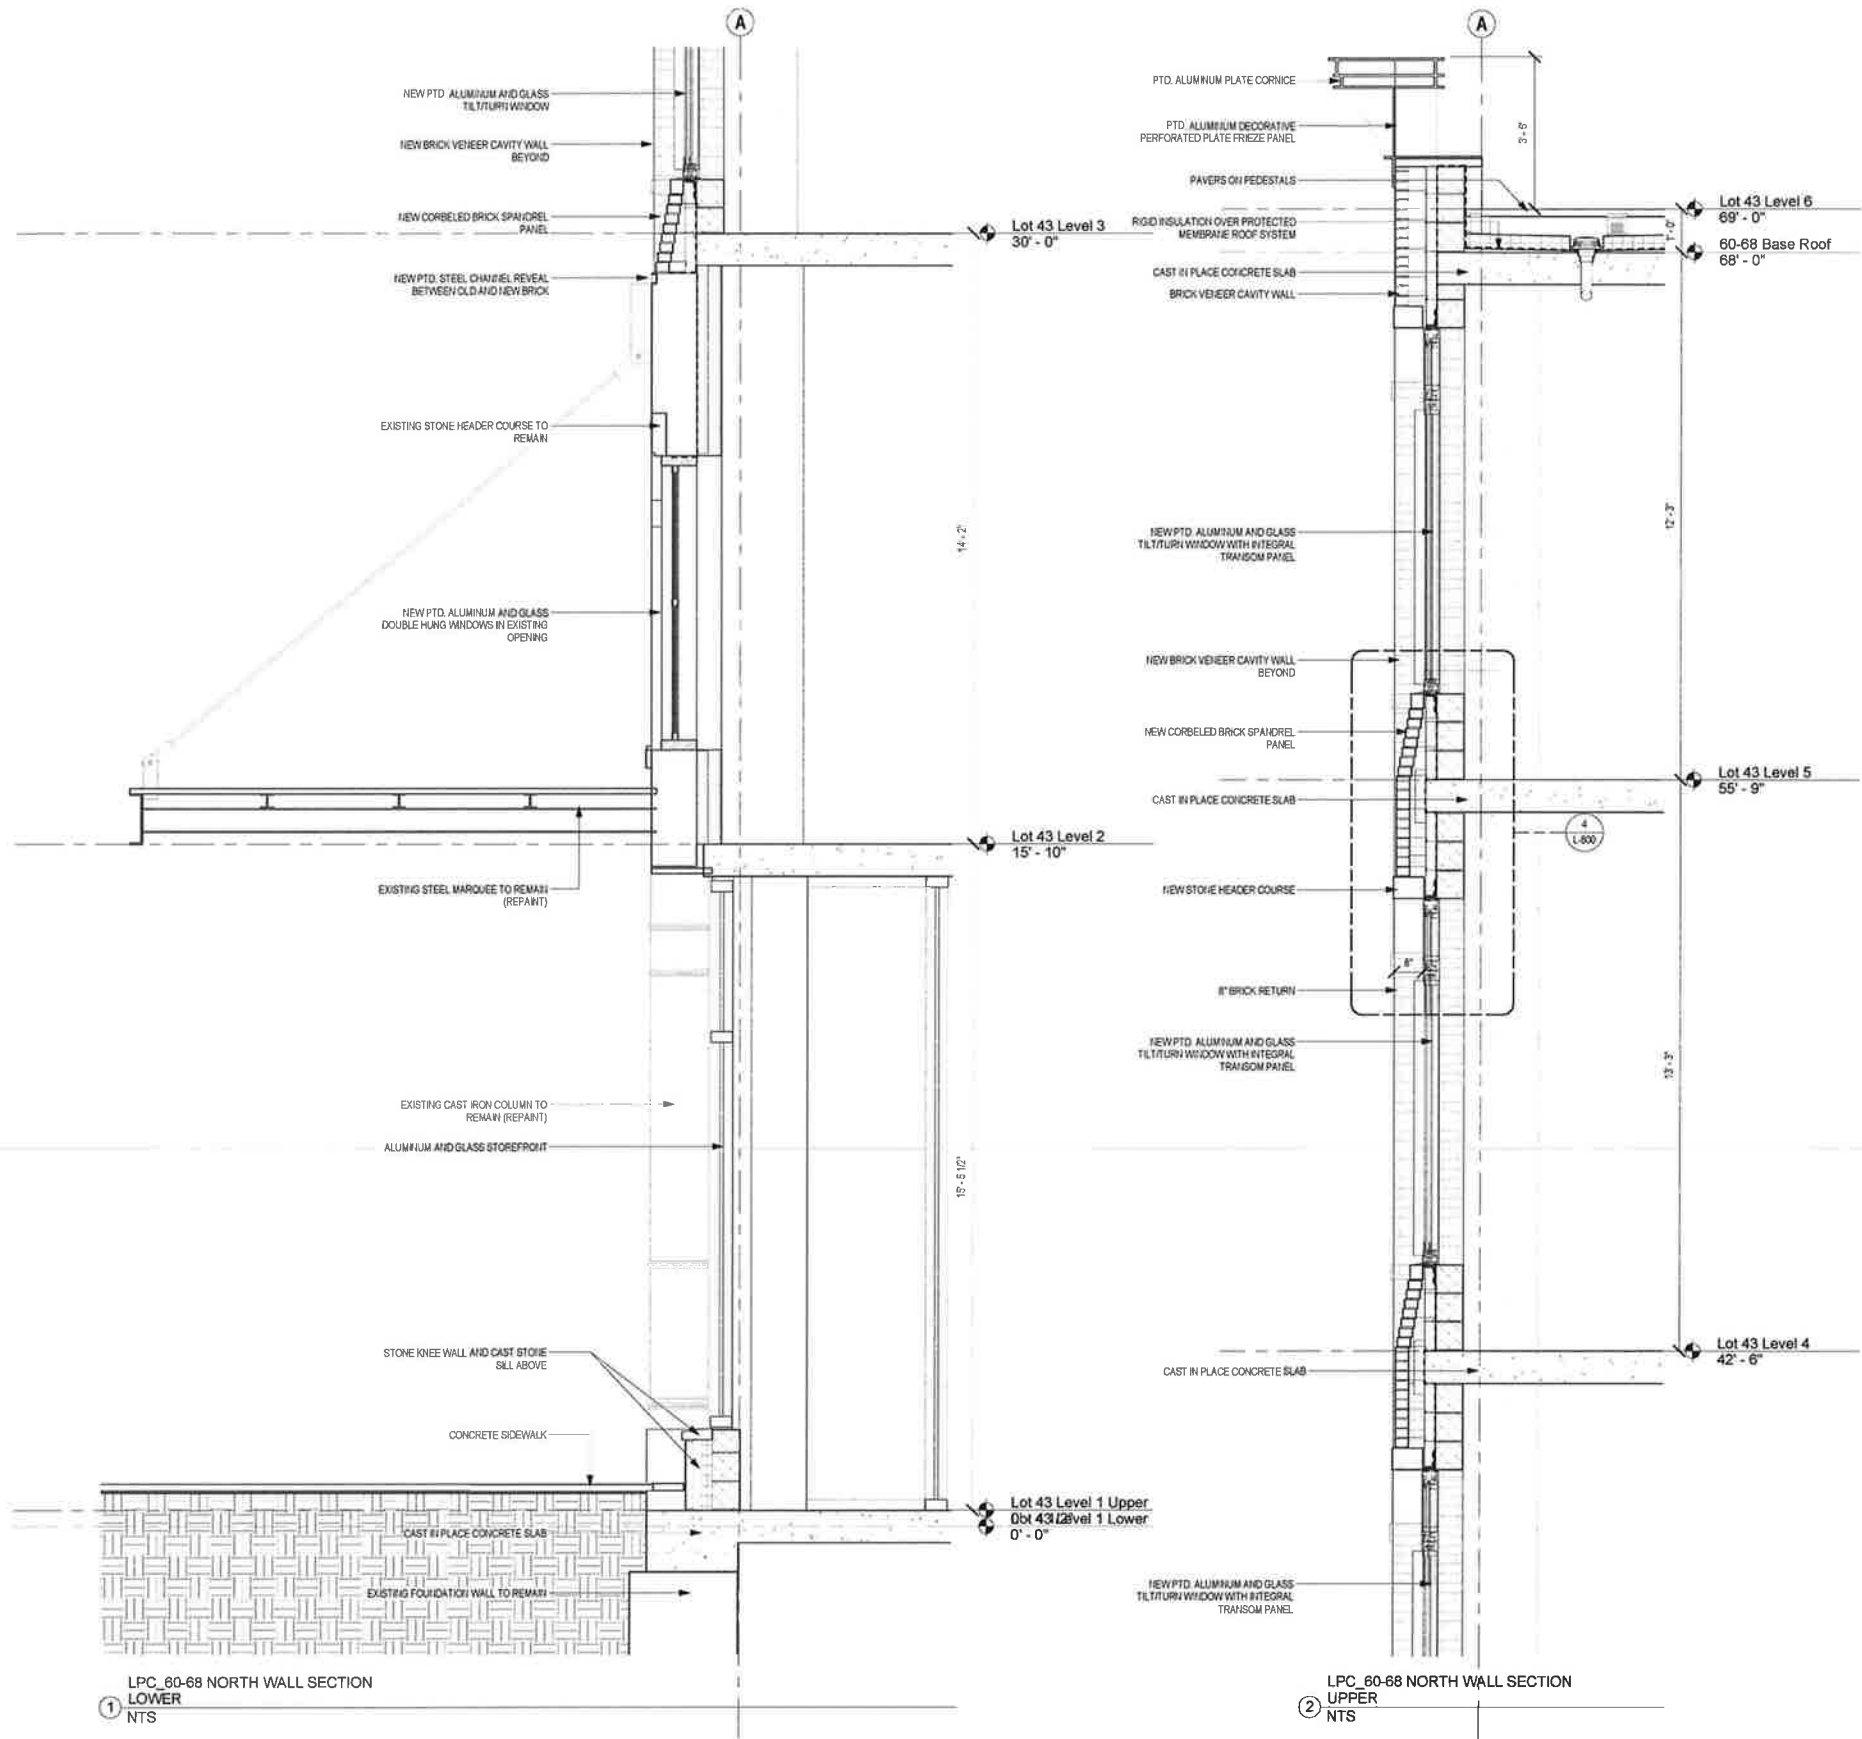 A
NEW PTD. ALUMINUM AND GLASS
TILT/TURN WINDOW
NEW BRICK VENEER CAVITY WALL
BEYOND
NEW CORBELED BRICK SPANDREL
PANEL
Lot 43 Level 3
30' - 0"
NEW PTD. STEEL CHANNEL REVEAL
BETWEEN OLD AND NEW BRICK
EXISTING STONE HEADER COURSE TO
REMAIN
14' - 2"
NEW PTD. ALUMINUM AND GLASS
DOUBLE HUNG WINDOWS IN EXISTING
OPENING
Lot 43 Level 2
15' - 10"
EXISTING STEEL MARQUEE TO REMAIN
(REPAINT)
EXISTING CAST IRON COLUMN TO
REMAIN (REPAINT)
ALUMINUM AND GLASS STOREFRONT
STONE KNEE WALL AND CAST STONE
SILL ABOVE
CONCRETE SIDEWALK
Lot 43 Level 1 Upper
Lot 43 Level 1 Lower
0' - 0"
CAST IN PLACE CONCRETE SLAB
EXISTING FOUNDATION WALL TO REMAIN
LPC_60-68 NORTH WALL SECTION
1 LOWER
NTS
A
PTD. ALUMINUM PLATE CORNICE
PTD. ALUMINUM DECORATIVE
PERFORATED PLATE FRIEZE PANEL
3' - 6"
PAVERS ON PEDESTALS
Lot 43 Level 6
69' - 0"
RIGID INSULATION OVER PROTECTED
MEMBRANE ROOF SYSTEM
1' - 0"
60-68 Base Roof
68' - 0"
CAST IN PLACE CONCRETE SLAB
BRICK VENEER CAVITY WALL
12' - 3"
NEW PTD. ALUMINUM AND GLASS
TILT/TURN WINDOW WITH INTEGRAL
TRANSOM PANEL
NEW BRICK VENEER CAVITY WALL
BEYOND
NEW CORBELED BRICK SPANDREL
PANEL
Lot 43 Level 5
55' - 9"
CAST IN PLACE CONCRETE SLAB
4
L-800
NEW STONE HEADER COURSE
8"
8" BRICK RETURN
NEW PTD. ALUMINUM AND GLASS
TILT/TURN WINDOW WITH INTEGRAL
TRANSOM PANEL
13' - 3"
Lot 43 Level 4
42' - 6"
CAST IN PLACE CONCRETE SLAB
NEW PTD. ALUMINUM AND GLASS
TILT/TURN WINDOW WITH INTEGRAL
TRANSOM PANEL
LPC_60-68 NORTH WALL SECTION
2 UPPER
NTS